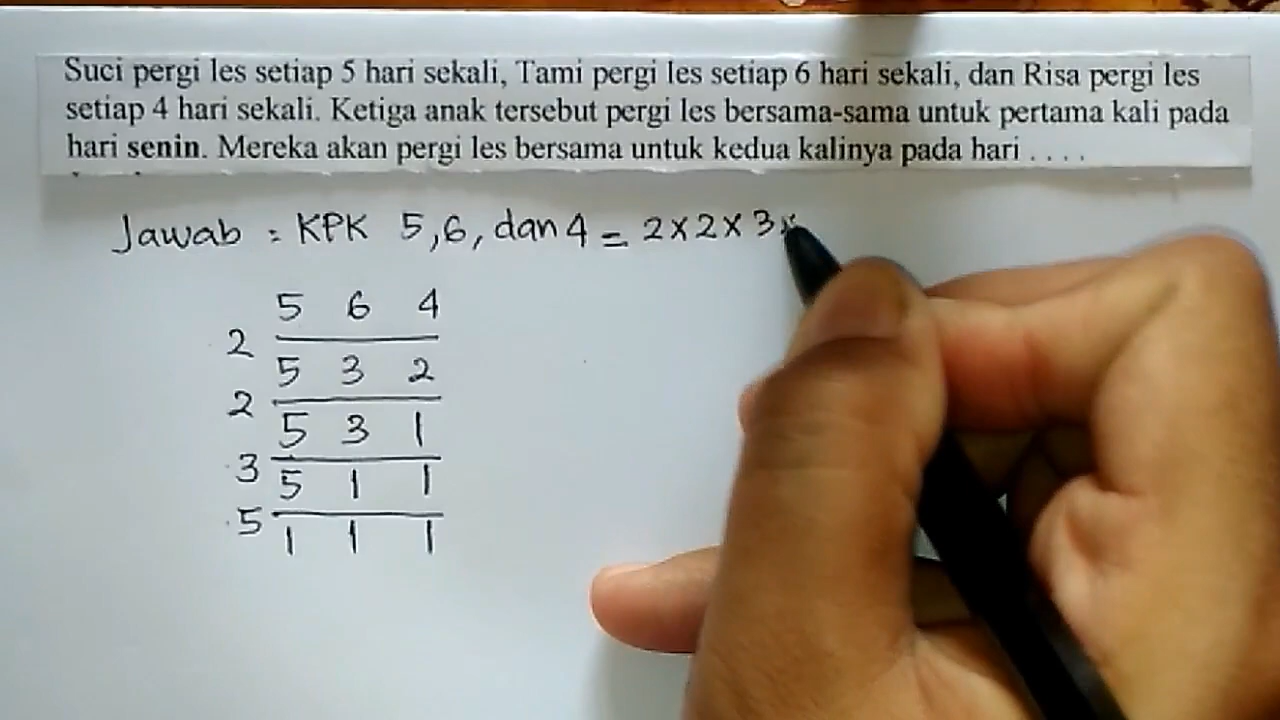 Suci pergi les setiap 5 hari sekali, Tami pergi les setiap 6 hari sekali, dan Risa pergi les
setiap 4 hari sekali. Ketiga anak tersebut pergi les bersama-sama untuk pertama kali pada
hari senin. Mereka akan pergi les bersama untuk kedua kalinya pada hari . . . .
Jawab : KPK 5, 6, dan 4 = 2 x 2 x 3 x
5 6 4
2
5 3 2
2
5 3 1
3
5 1 1
5
1 1 1